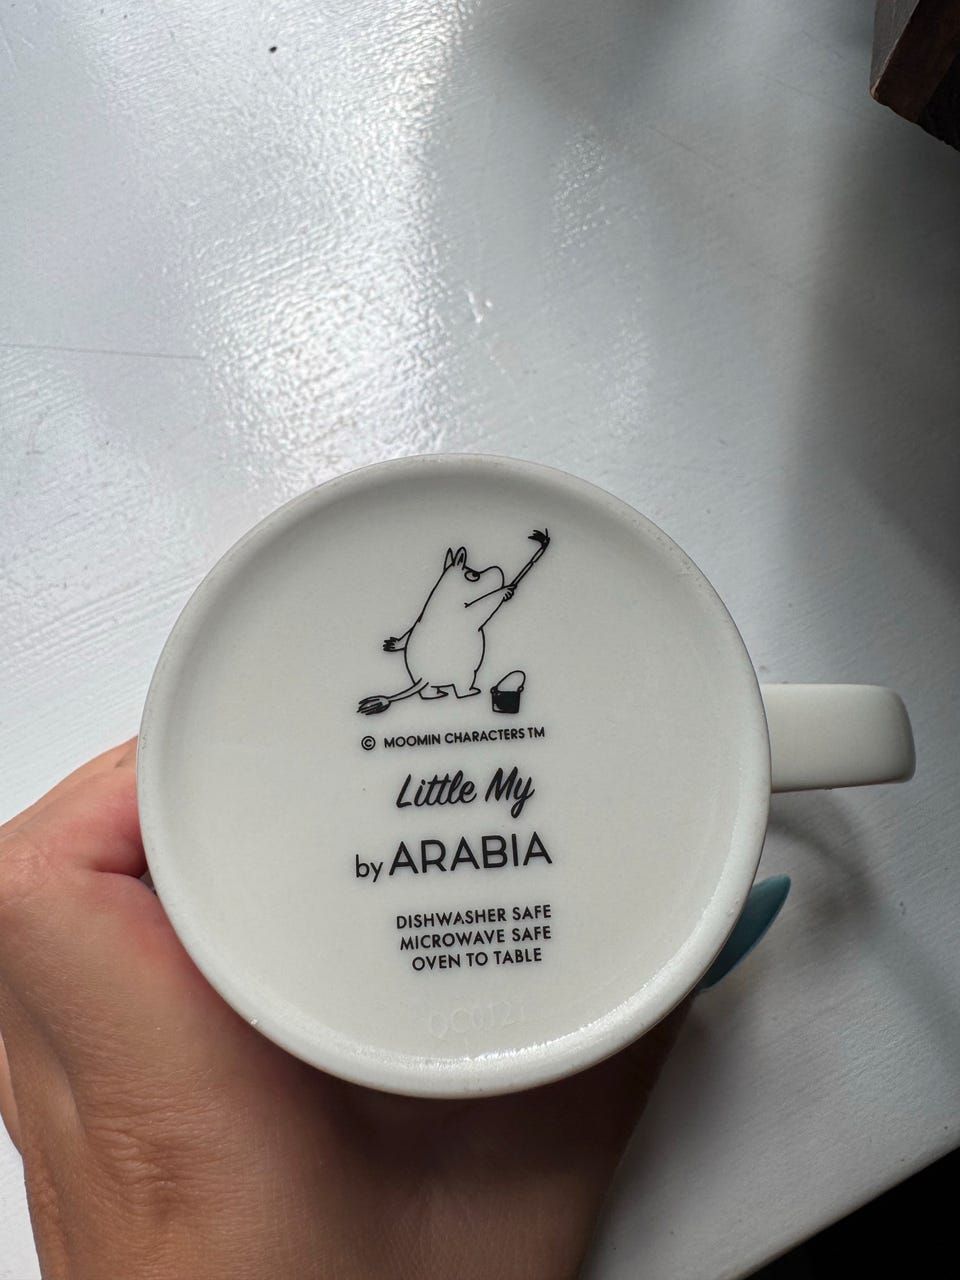 © MOOMIN CHARACTERS TM
Little My
by ARABIA
DISHWASHER SAFE
MICROWAVE SAFE
OVEN TO TABLE